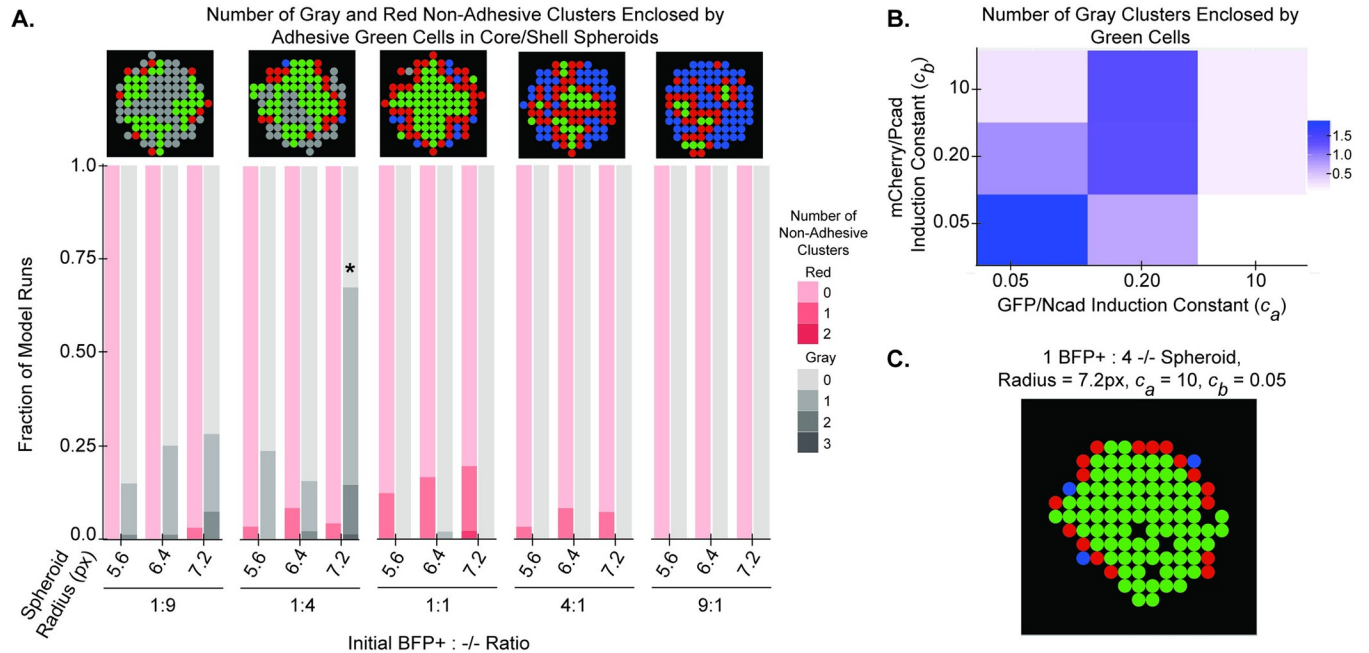 A.
Number of Gray and Red Non-Adhesive Clusters Enclosed by
Adhesive Green Cells in Core/Shell Spheroids
Fraction of Model Runs
1.0
0.75
0.50
0.25
0.0
*
Spheroid
Radius (px)
5.6
6.4
7.2
5.6
6.4
7.2
5.6
6.4
7.2
5.6
6.4
7.2
5.6
6.4
7.2
1:9
1:4
1:1
4:1
9:1
Initial BFP+ : -/- Ratio
Number of
Non-Adhesive
Clusters
Red
0
1
2
Gray
0
1
2
3
B.
Number of Gray Clusters Enclosed by
Green Cells
mCherry/Pcad
Induction Constant (c_b)
10
0.20
0.05
0.05
0.20
10
GFP/Ncad Induction Constant (c_a)
1.5
1.0
0.5
C.
1 BFP+ : 4 -/- Spheroid,
Radius = 7.2px, c_a = 10, c_b = 0.05